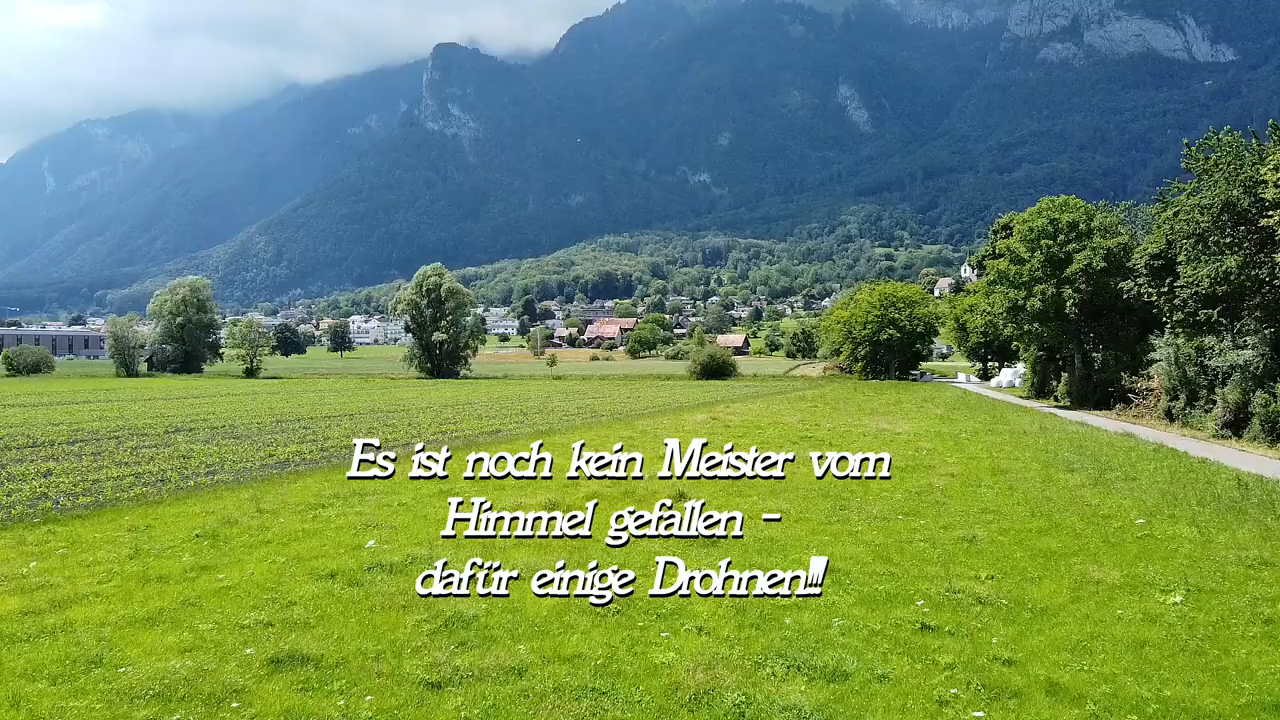 Es ist noch kein Meister vom
Himmel gefallen -
dafür einige Drohnen!!!